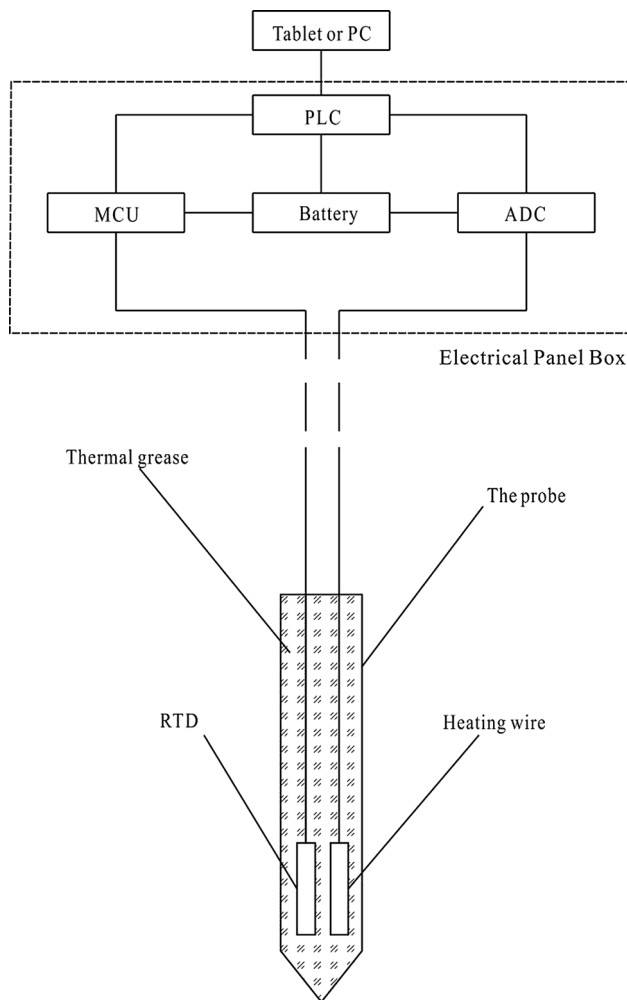 Tablet or PC
PLC
MCU
Battery
ADC
Electrical Panel Box
Thermal grease
The probe
RTD
Heating wire